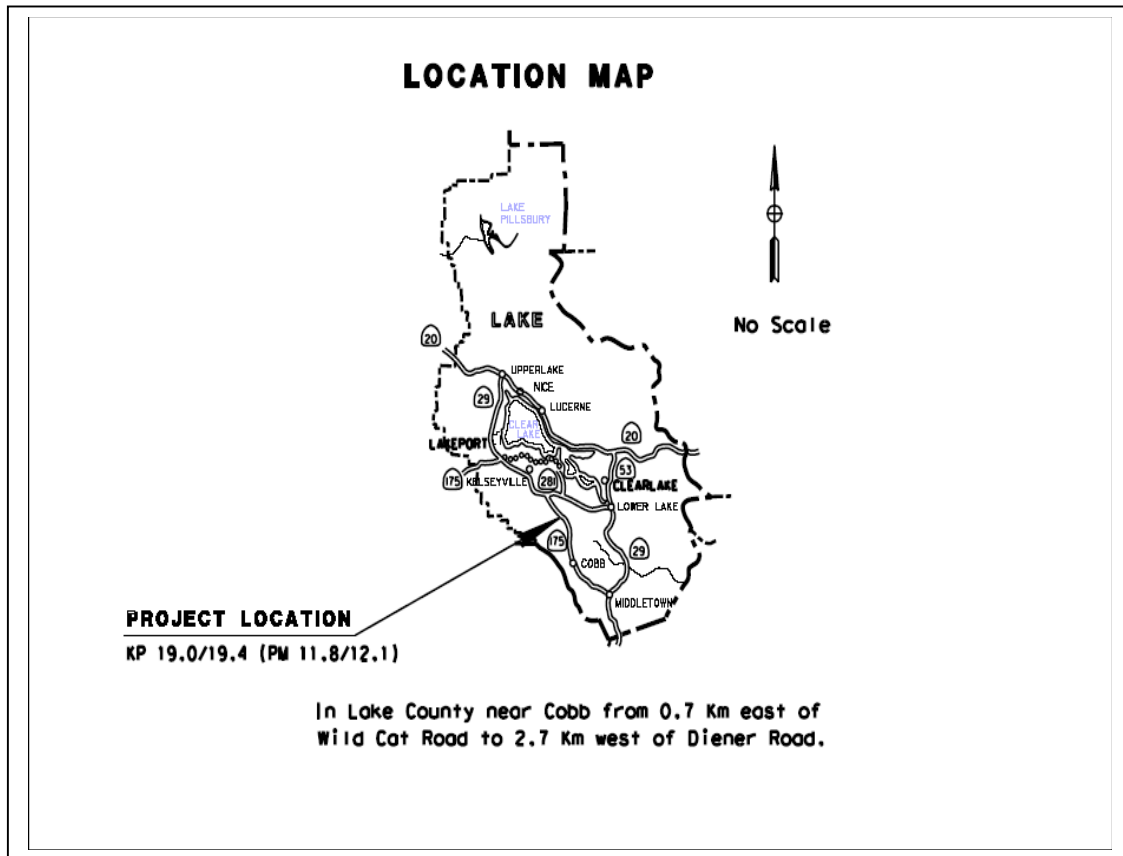 LOCATION MAP
LAKE
PILLSBURY
LAKE
No Scale
20
UPPERLAKE
NICE
29
LUCERNE
CLEAR
LAKE
20
LAKEPORT
53
175
KELSEYVILLE
281
CLEARLAKE
LOWER LAKE
175
29
COBB
MIDDLETOWN
PROJECT LOCATION
KP 19.0/19.4 (PM 11.8/12.1)
In Lake County near Cobb from 0.7 Km east of
Wild Cat Road to 2.7 Km west of Diener Road.